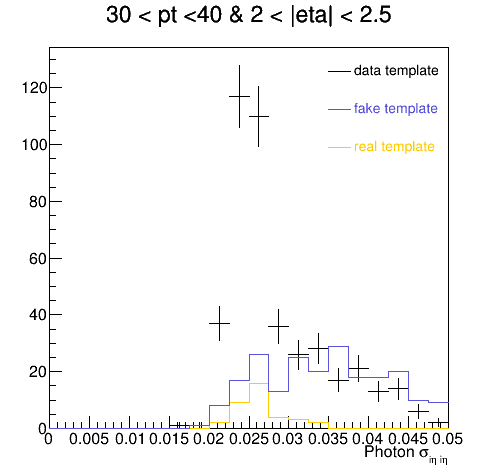 30 < pt <40 & 2 < |eta| < 2.5
data template
fake template
real template
120
100
80
60
40
20
0
0 0.005 0.01 0.015 0.02 0.025 0.03 0.035 0.04 0.045 0.05
Photon σiη iη